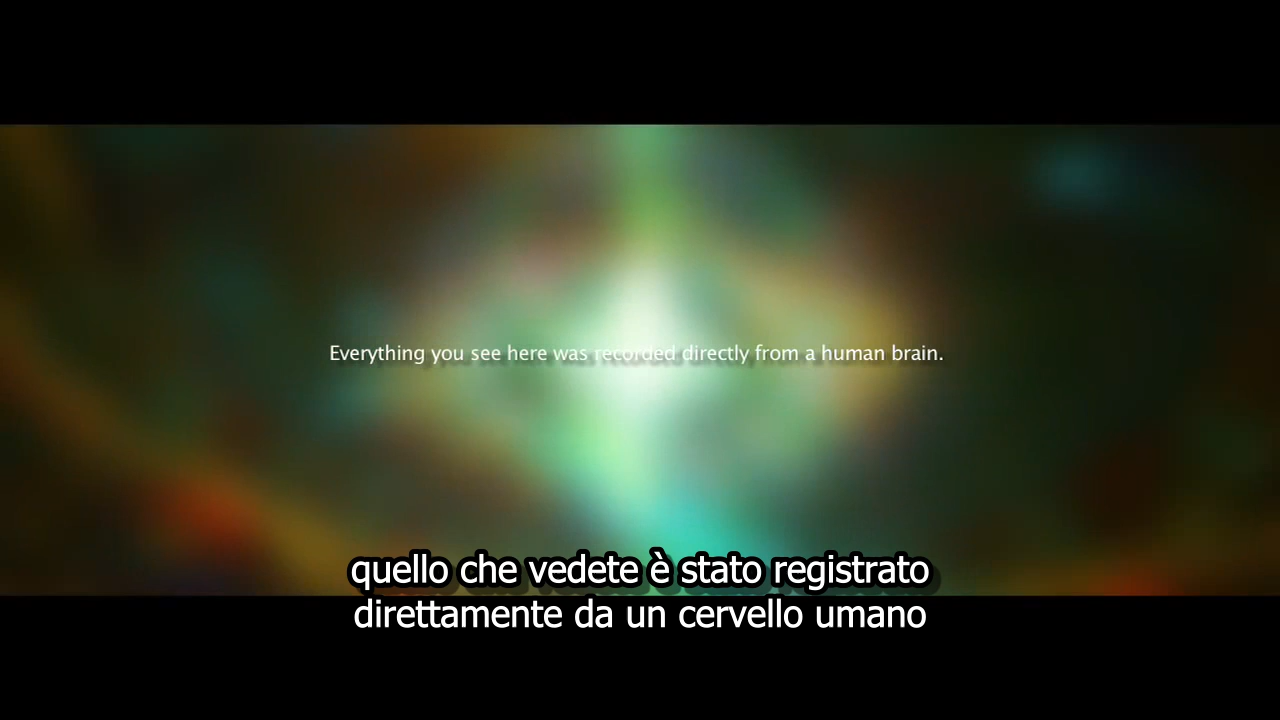 Everything you see here was recorded directly from a human brain.
quello che vedete è stato registrato
direttamente da un cervello umano